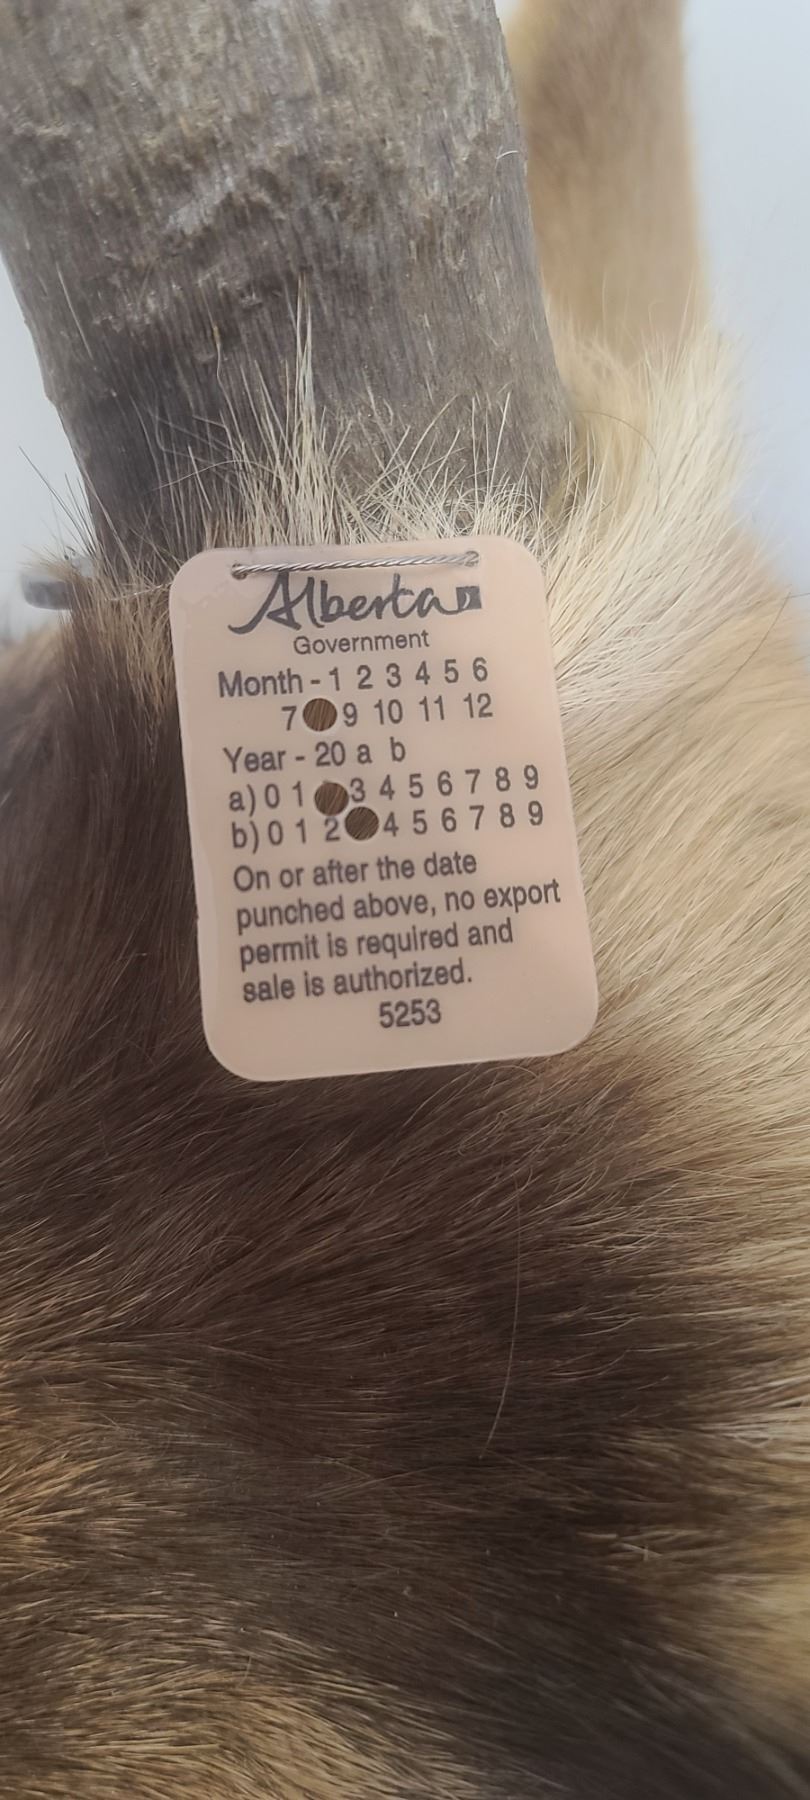 Alberta
Government
Month - 1 2 3 4 5 6
7 9 10 11 12
Year - 20 a b
a) 0 1 3 4 5 6 7 8 9
b) 0 1 2 4 5 6 7 8 9
On or after the date
punched above, no export
permit is required and
sale is authorized.
5253